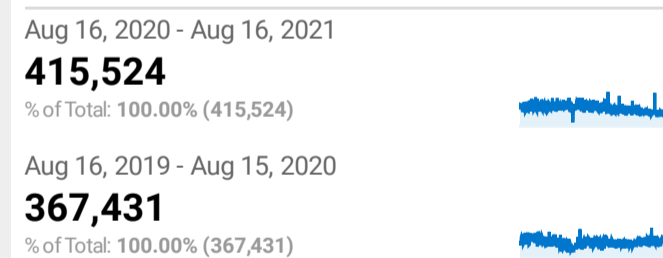 Aug 16, 2020 - Aug 16, 2021
415,524
% of Total: 100.00% (415,524)
Aug 16, 2019 - Aug 15, 2020
367,431
% of Total: 100.00% (367,431)